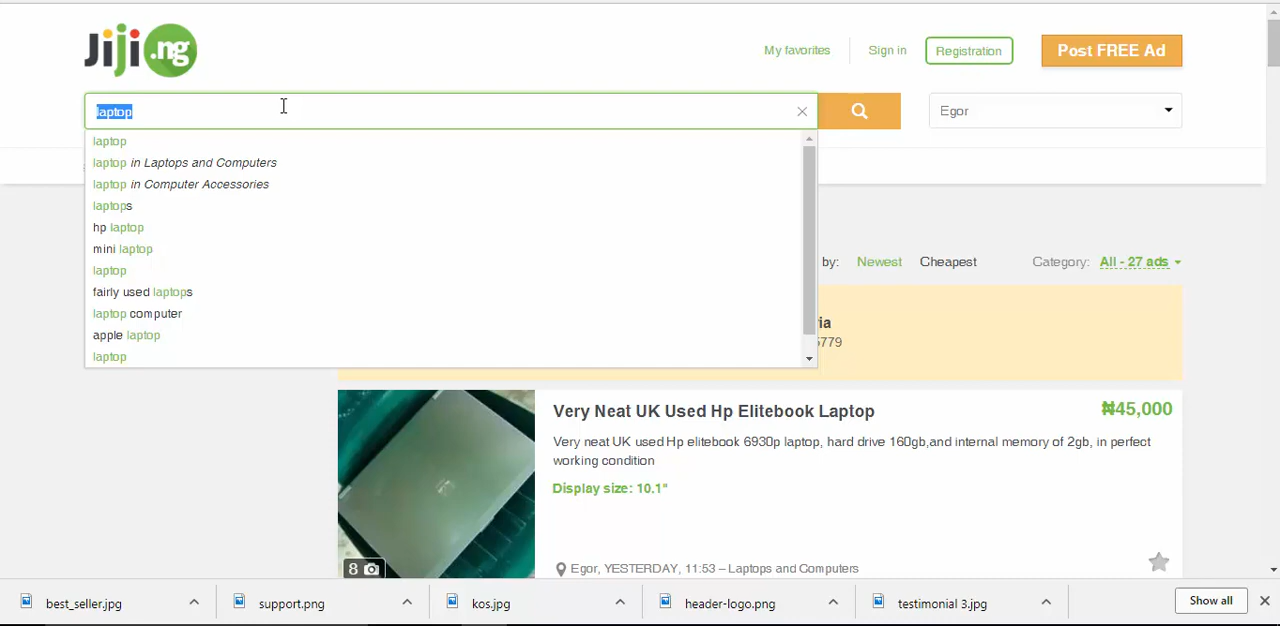 Jiji.ng
My favorites
Sign in
Registration
Post FREE Ad
laptop
Egor
laptop
laptop in Laptops and Computers
laptop in Computer Accessories
laptops
hp laptop
mini laptop
laptop
fairly used laptops
laptop computer
apple laptop
laptop
by: Newest Cheapest
Category: All - 27 ads
ria
5779
Very Neat UK Used Hp Elitebook Laptop
₦45,000
Very neat UK used Hp elitebook 6930p laptop, hard drive 160gb,and internal memory of 2gb, in perfect
working condition
Display size: 10.1"
8
Egor, YESTERDAY, 11:53 – Laptops and Computers
best_seller.jpg
support.png
kos.jpg
header-logo.png
testimonial 3.jpg
Show all